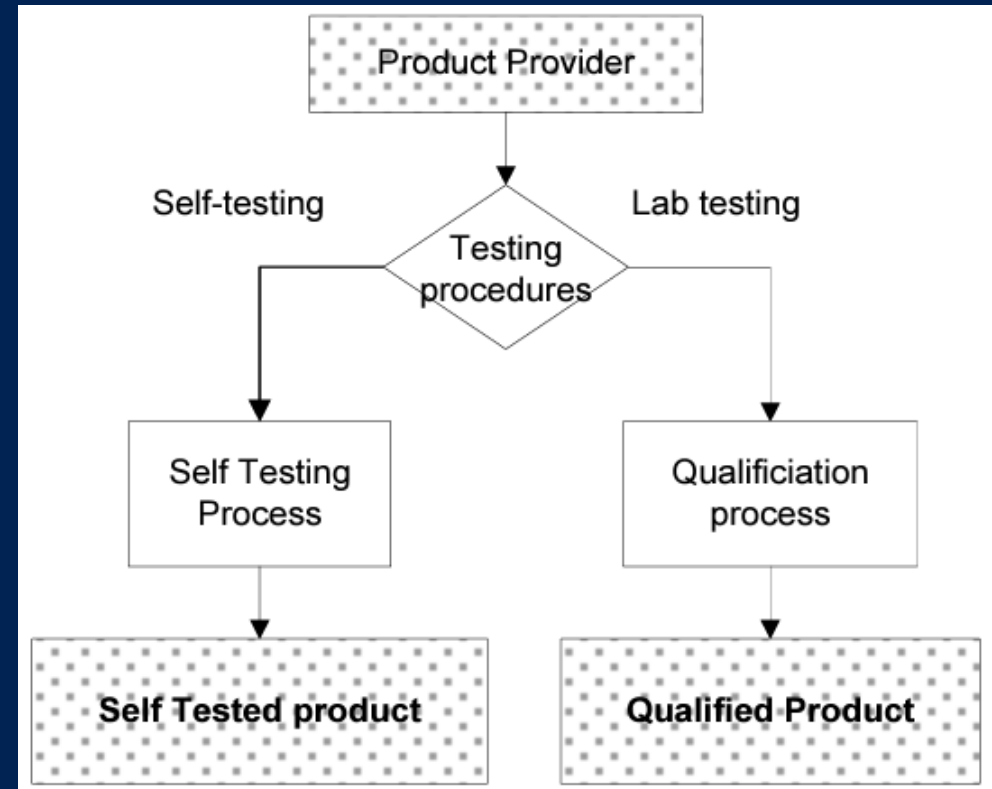 Product Provider
Self-testing
Lab testing
Testing
procedures
Self Testing
Process
Qualificiation
process
Self Tested product
Qualified Product